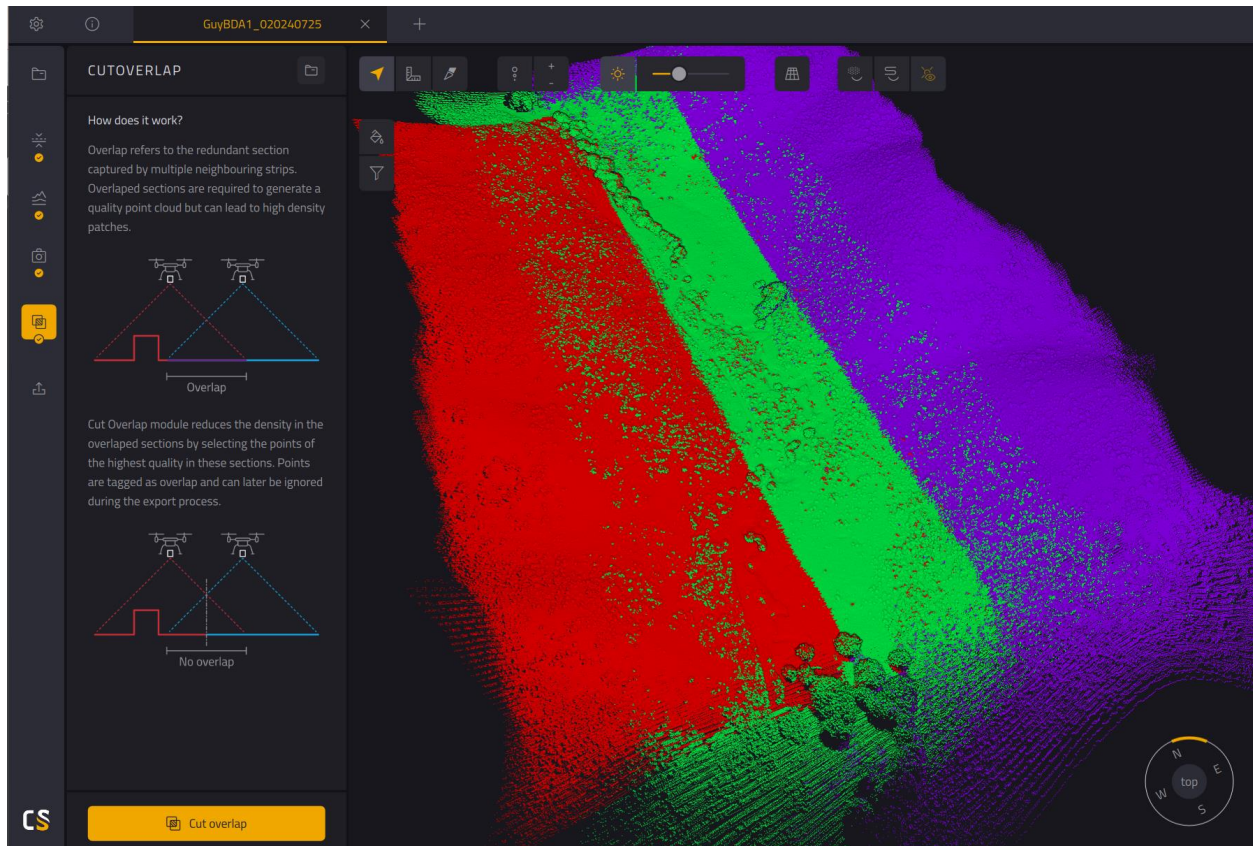 GuyBDA1_020240725
CUTOVERLAP
How does it work?
Overlap refers to the redundant section
captured by multiple neighbouring strips.
Overlaped sections are required to generate a
quality point cloud but can lead to high density
patches.
Overlap
Cut Overlap module reduces the density in the
overlaped sections by selecting the points of
the highest quality in these sections. Points
are tagged as overlap and can later be ignored
during the export process.
No overlap
Cut overlap
CS
+
-
N
E
top
W
S